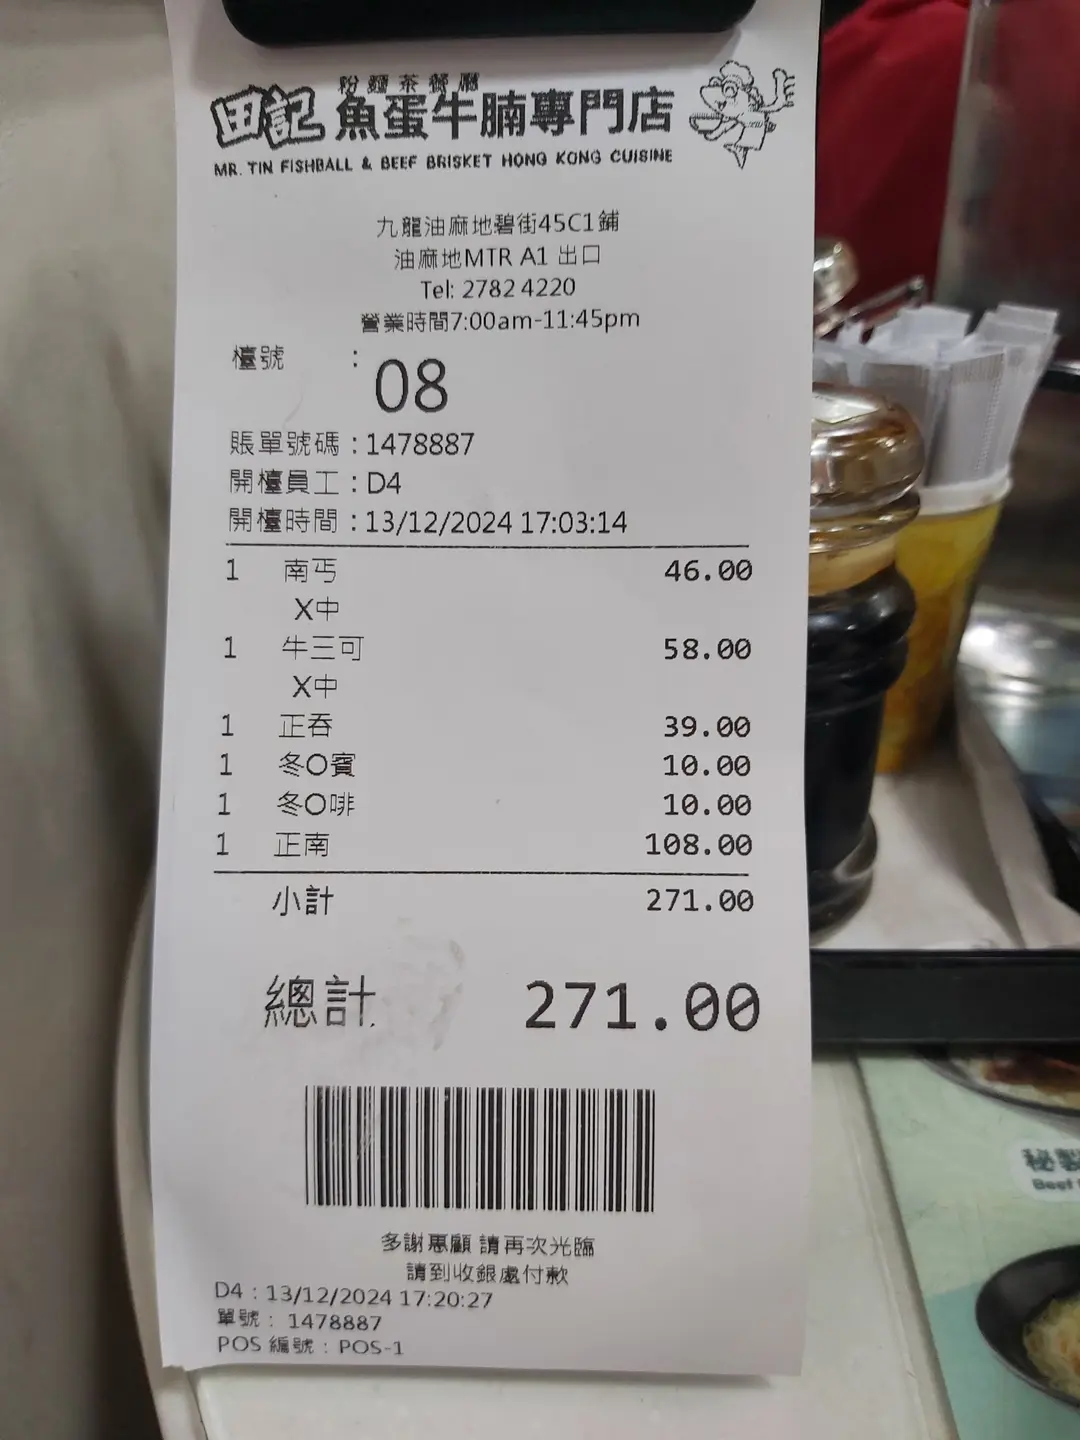 粉麵茶餐廳
田記 魚蛋牛腩專門店
MR. TIN FISHBALL & BEEF BRISKET HONG KONG CUISINE
九龍油麻地碧街45C1鋪
油麻地MTR A1 出口
Tel: 2782 4220
營業時間7:00am-11:45pm
檯號 : 08
賬單號碼 : 1478887
開檯員工 : D4
開檯時間 : 13/12/2024 17:03:14
1 南丐 46.00
X中
1 牛三可 58.00
X中
1 正吞 39.00
1 冬O賓 10.00
1 冬O啡 10.00
1 正南 108.00
小計 271.00
總計. 271.00
多謝惠顧 請再次光臨
請到收銀處付款
D4 : 13/12/2024 17:20:27
單號 : 1478887
POS 編號 : POS-1
秘製
Beef